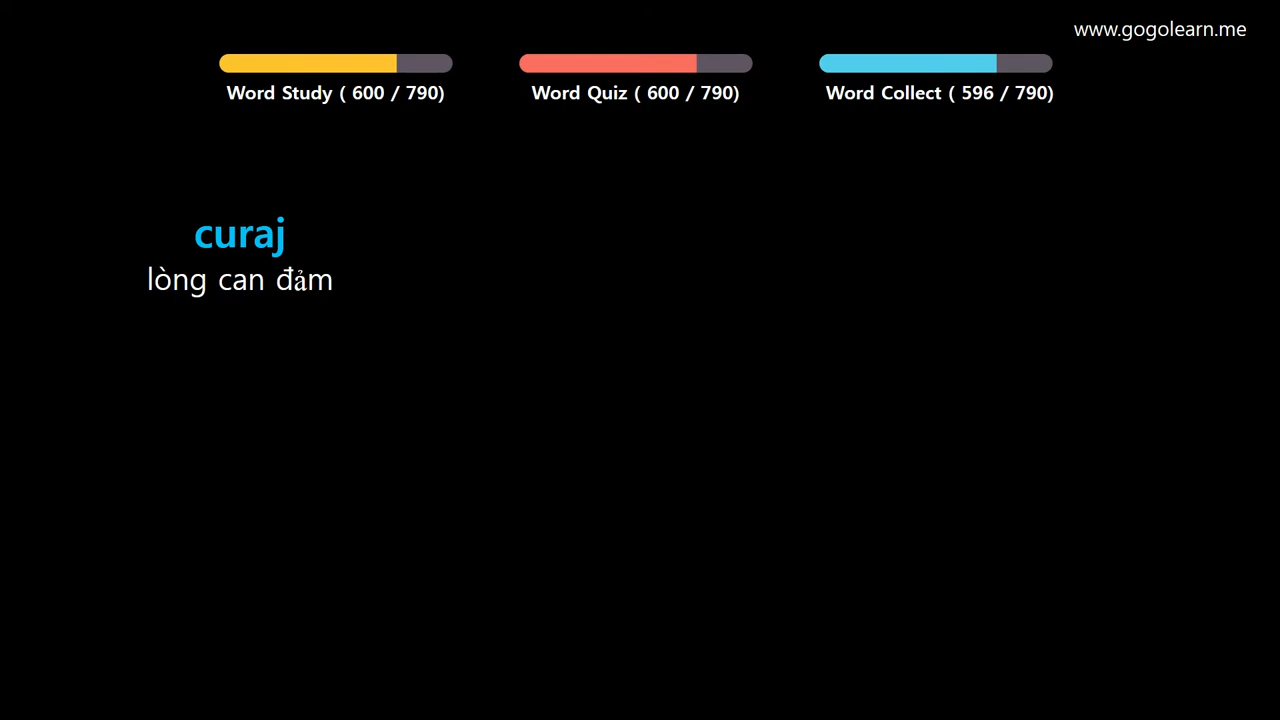 www.gogolearn.me
Word Study ( 600 / 790)
Word Quiz ( 600 / 790)
Word Collect ( 596 / 790)
curaj
lòng can đảm